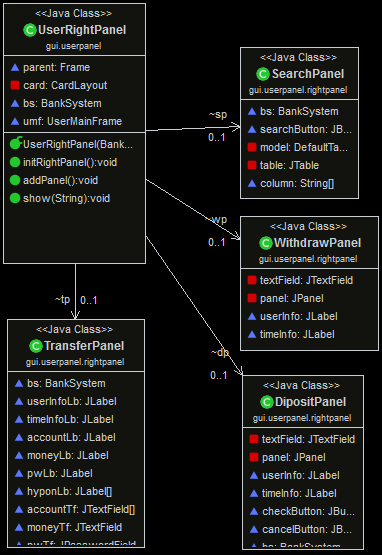 <<Java Class>>
UserRightPanel
gui.userpanel
parent: Frame
card: CardLayout
bs: BankSystem
umf: UserMainFrame
UserRightPanel(Bank...
initRightPanel():void
addPanel():void
show(String):void
~sp
0..1
<<Java Class>>
SearchPanel
gui.userpanel.rightpanel
bs: BankSystem
searchButton: JB...
model: DefaultTa...
table: JTable
column: String[]
~wp
0..1
<<Java Class>>
WithdrawPanel
gui.userpanel.rightpanel
textField: JTextField
panel: JPanel
userInfo: JLabel
timeInfo: JLabel
~tp
0..1
<<Java Class>>
TransferPanel
gui.userpanel.rightpanel
bs: BankSystem
userInfoLb: JLabel
timeInfoLb: JLabel
accountLb: JLabel
moneyLb: JLabel
pwLb: JLabel
hyponLb: JLabel[]
accountTf: JTextField[]
moneyTf: JTextField
pwTf: JPasswordField
~dp
0..1
<<Java Class>>
DipositPanel
gui.userpanel.rightpanel
textField: JTextField
panel: JPanel
userInfo: JLabel
timeInfo: JLabel
checkButton: JBu...
cancelButton: JB...
bs: BankSystem